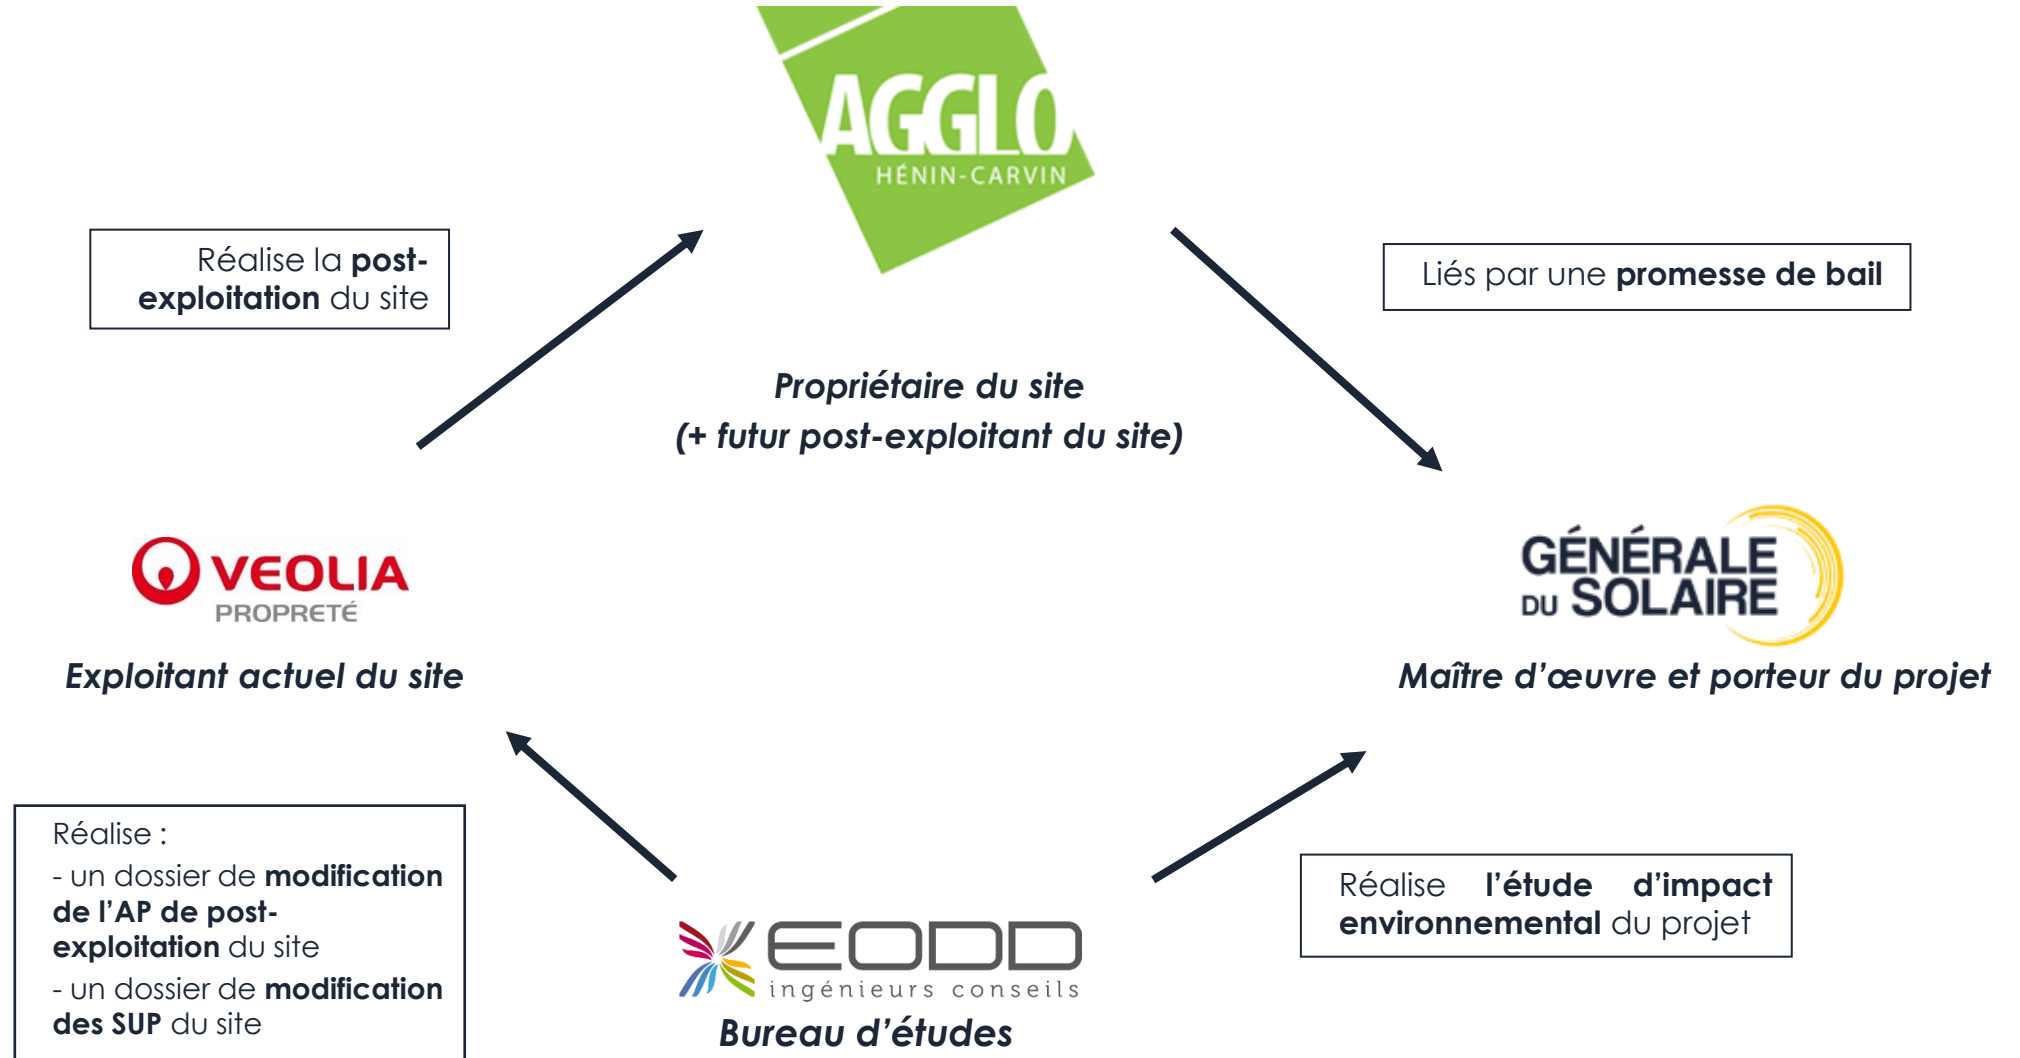 AGGLO
HÉNIN-CARVIN
Réalise la post-
exploitation du site
Liés par une promesse de bail
Propriétaire du site
(+ futur post-exploitant du site)
VEOLIA
PROPRETÉ
Exploitant actuel du site
GÉNÉRALE
DU SOLAIRE
Maître d’œuvre et porteur du projet
Réalise :
- un dossier de modification
de l’AP de post-
exploitation du site
- un dossier de modification
des SUP du site
EODD
ingénieurs conseils
Bureau d’études
Réalise l’étude d’impact
environnemental du projet